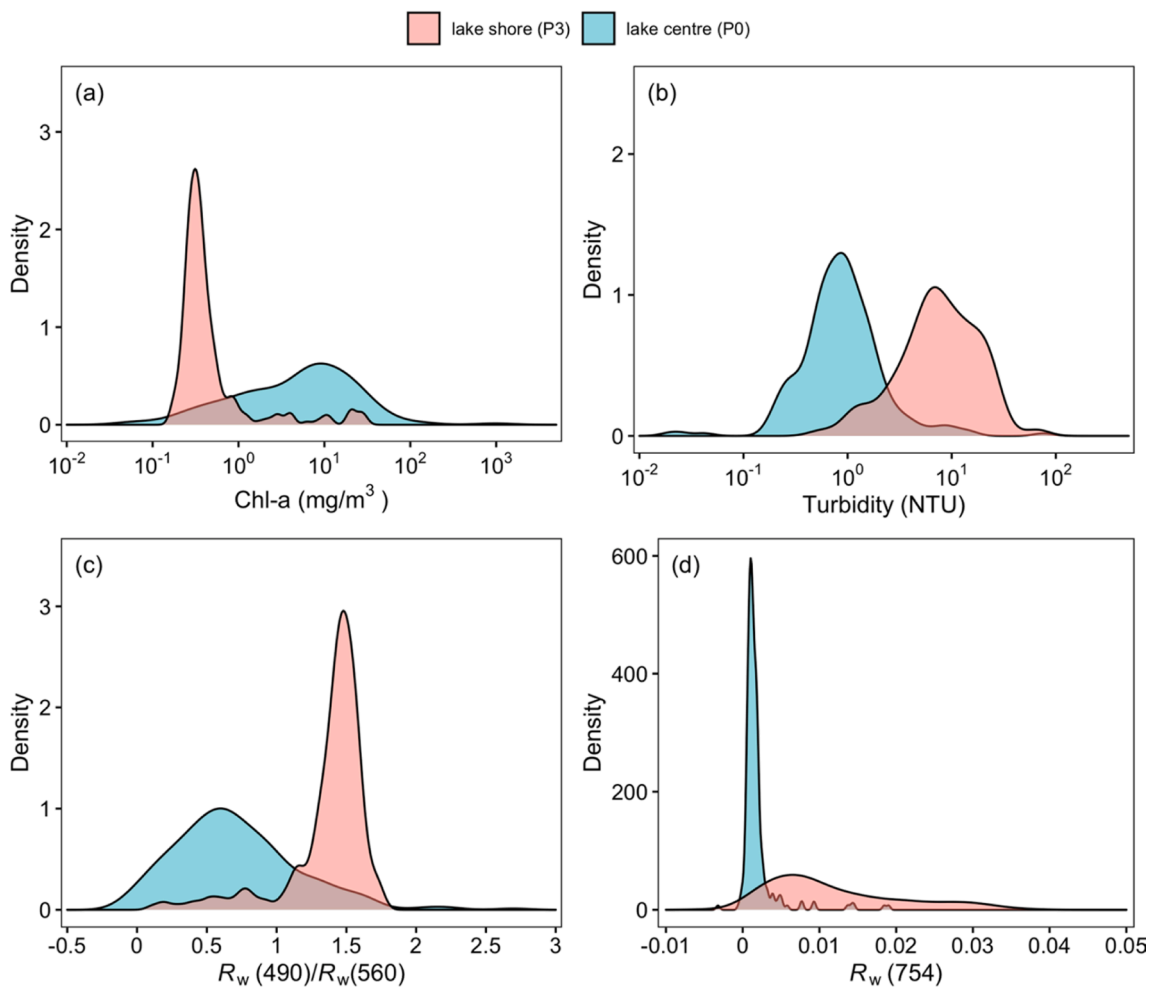 lake shore (P3) lake centre (P0)
(a)
Density
3
2
1
0
10⁻² 10⁻¹ 10⁰ 10¹ 10² 10³
Chl-a (mg/m³ )
(b)
Density
2
1
0
10⁻² 10⁻¹ 10⁰ 10¹ 10²
Turbidity (NTU)
(c)
Density
3
2
1
0
-0.5 0 0.5 1 1.5 2 2.5 3
Rw (490)/Rw(560)
(d)
Density
600
400
200
0
-0.01 0 0.01 0.02 0.03 0.04 0.05
Rw (754)